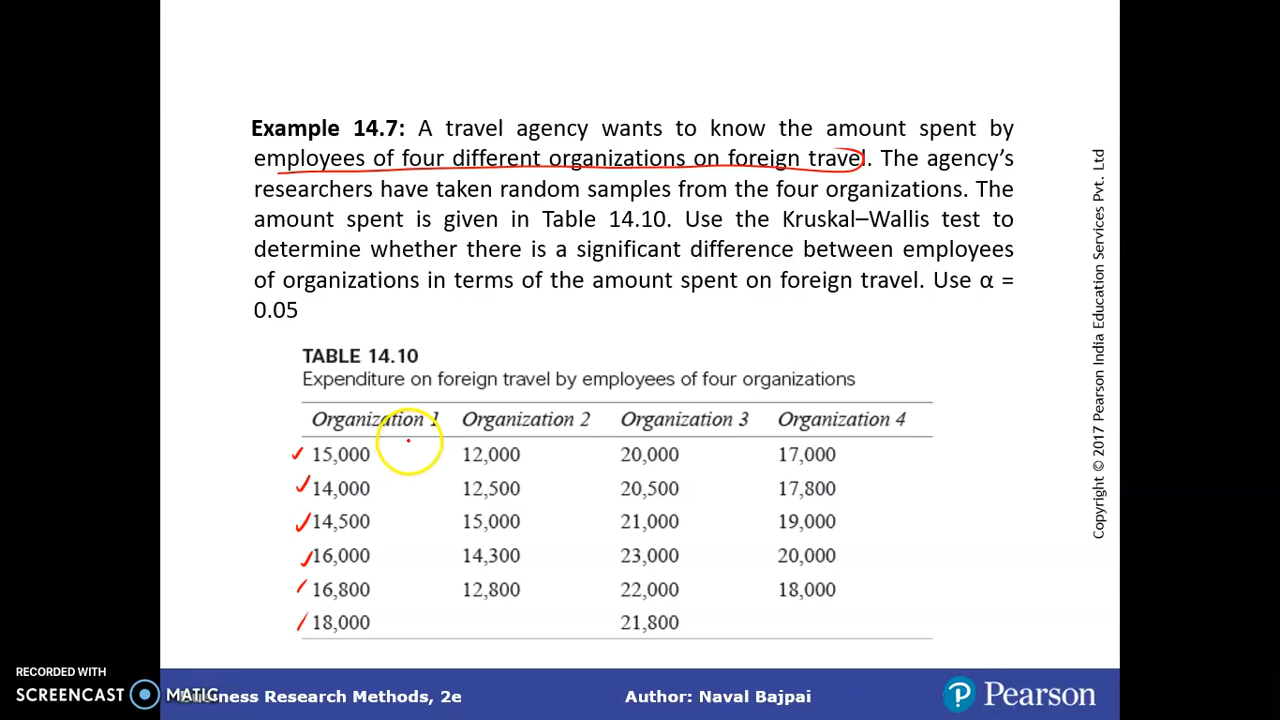 Example 14.7: A travel agency wants to know the amount spent by
employees of four different organizations on foreign travel. The agency's
researchers have taken random samples from the four organizations. The
amount spent is given in Table 14.10. Use the Kruskal–Wallis test to
determine whether there is a significant difference between employees
of organizations in terms of the amount spent on foreign travel. Use α =
0.05
TABLE 14.10
Expenditure on foreign travel by employees of four organizations
Organization 1 Organization 2 Organization 3 Organization 4
15,000 12,000 20,000 17,000
14,000 12,500 20,500 17,800
14,500 15,000 21,000 19,000
16,000 14,300 23,000 20,000
16,800 12,800 22,000 18,000
18,000 21,800
Copyright © 2017 Pearson India Education Services Pvt. Ltd
RECORDED WITH
SCREENCAST MATIC
Business Research Methods, 2e
Author: Naval Bajpai
Pearson